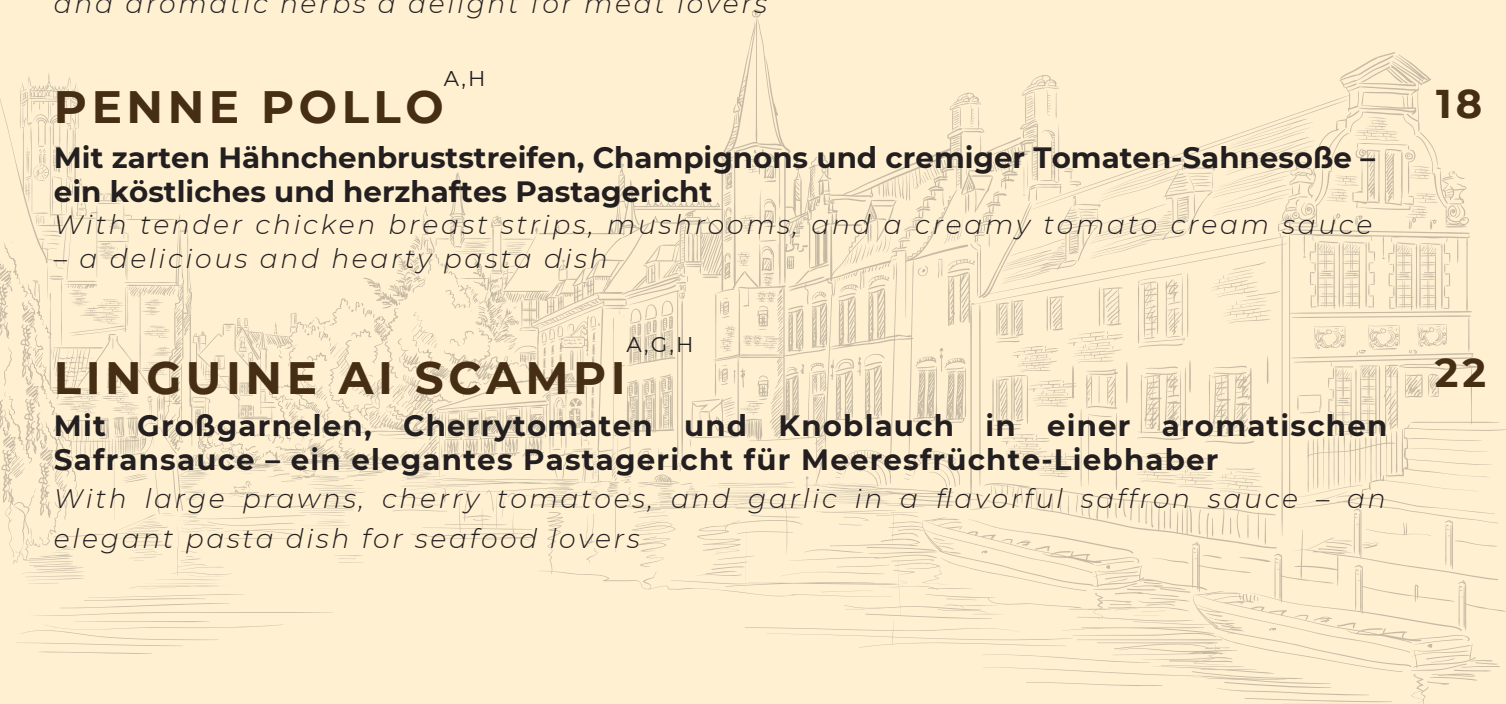 and aromatic herbs a delight for meat lovers
PENNE POLLO A,H 18
Mit zarten Hähnchenbruststreifen, Champignons und cremiger Tomaten-Sahnesoße –
ein köstliches und herzhaftes Pastagericht
With tender chicken breast strips, mushrooms, and a creamy tomato cream sauce
– a delicious and hearty pasta dish
LINGUINE AI SCAMPI A,G,H 22
Mit Großgarnelen, Cherrytomaten und Knoblauch in einer aromatischen
Safransauce – ein elegantes Pastagericht für Meeresfrüchte-Liebhaber
With large prawns, cherry tomatoes, and garlic in a flavorful saffron sauce – an
elegant pasta dish for seafood lovers